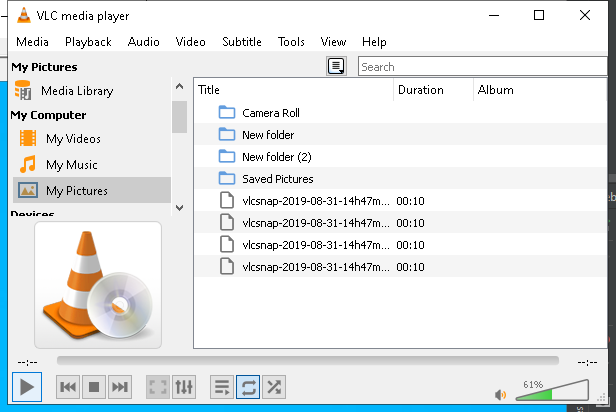 VLC media player
Media Playback Audio Video Subtitle Tools View Help
My Pictures
Search
Media Library
My Computer
My Videos
My Music
My Pictures
Devices
Title Duration Album
Camera Roll
New folder
New folder (2)
Saved Pictures
vlcsnap-2019-08-31-14h47m... 00:10
vlcsnap-2019-08-31-14h47m... 00:10
vlcsnap-2019-08-31-14h47m... 00:10
vlcsnap-2019-08-31-14h47m... 00:10
--:-- --:--
61%